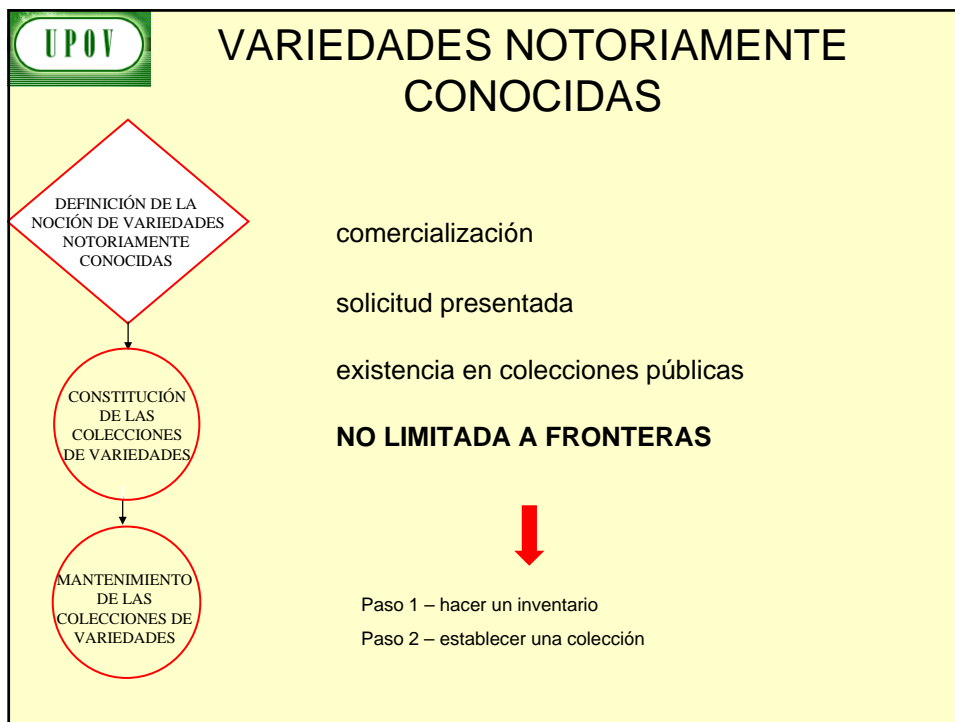 UPOV
VARIEDADES NOTORIAMENTE
CONOCIDAS
DEFINICIÓN DE LA
NOCIÓN DE VARIEDADES
NOTORIAMENTE
CONOCIDAS
CONSTITUCIÓN
DE LAS
COLECCIONES
DE VARIEDADES
MANTENIMIENTO
DE LAS
COLECCIONES DE
VARIEDADES
comercialización
solicitud presentada
existencia en colecciones públicas
NO LIMITADA A FRONTERAS
Paso 1 – hacer un inventario
Paso 2 – establecer una colección